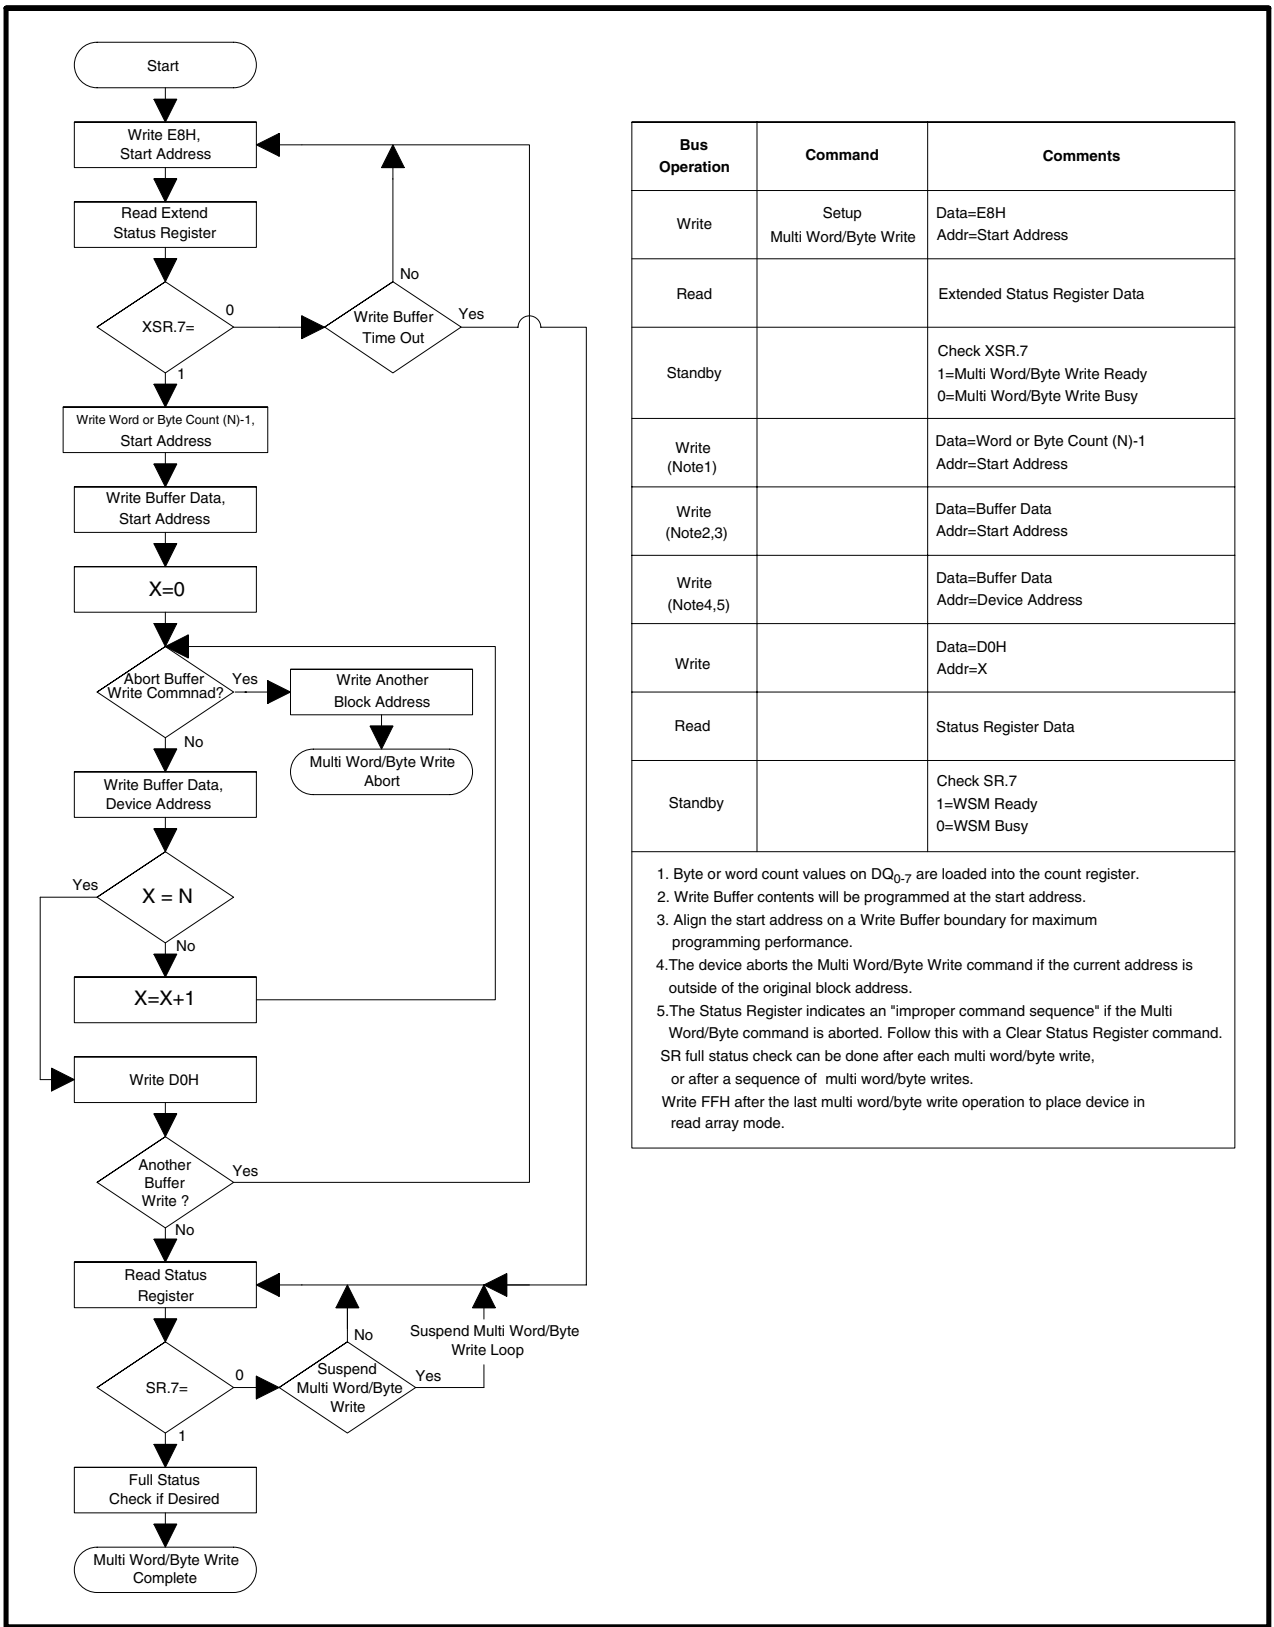 Start
Write E8H,
Start Address
Read Extend
Status Register
No
XSR.7=
0
Write Buffer
Time Out
Yes
1
Write Word or Byte Count (N)-1,
Start Address
Write Buffer Data,
Start Address
X=0
Abort Buffer
Write Commnad?
Yes
Write Another
Block Address
No
Multi Word/Byte Write
Abort
Write Buffer Data,
Device Address
Yes
X = N
No
X=X+1
Write D0H
Another
Buffer
Write ?
Yes
No
Read Status
Register
No
Suspend Multi Word/Byte
Write Loop
SR.7=
0
Suspend
Multi Word/Byte
Write
Yes
1
Full Status
Check if Desired
Multi Word/Byte Write
Complete
Bus
Operation
Command
Comments
Write
Setup
Multi Word/Byte Write
Data=E8H
Addr=Start Address
Read
Extended Status Register Data
Standby
Check XSR.7
1=Multi Word/Byte Write Ready
0=Multi Word/Byte Write Busy
Write
(Note1)
Data=Word or Byte Count (N)-1
Addr=Start Address
Write
(Note2,3)
Data=Buffer Data
Addr=Start Address
Write
(Note4,5)
Data=Buffer Data
Addr=Device Address
Write
Data=D0H
Addr=X
Read
Status Register Data
Standby
Check SR.7
1=WSM Ready
0=WSM Busy
1. Byte or word count values on DQ0-7 are loaded into the count register.
2. Write Buffer contents will be programmed at the start address.
3. Align the start address on a Write Buffer boundary for maximum
programming performance.
4.The device aborts the Multi Word/Byte Write command if the current address is
outside of the original block address.
5.The Status Register indicates an "improper command sequence" if the Multi
Word/Byte command is aborted. Follow this with a Clear Status Register command.
SR full status check can be done after each multi word/byte write,
or after a sequence of multi word/byte writes.
Write FFH after the last multi word/byte write operation to place device in
read array mode.